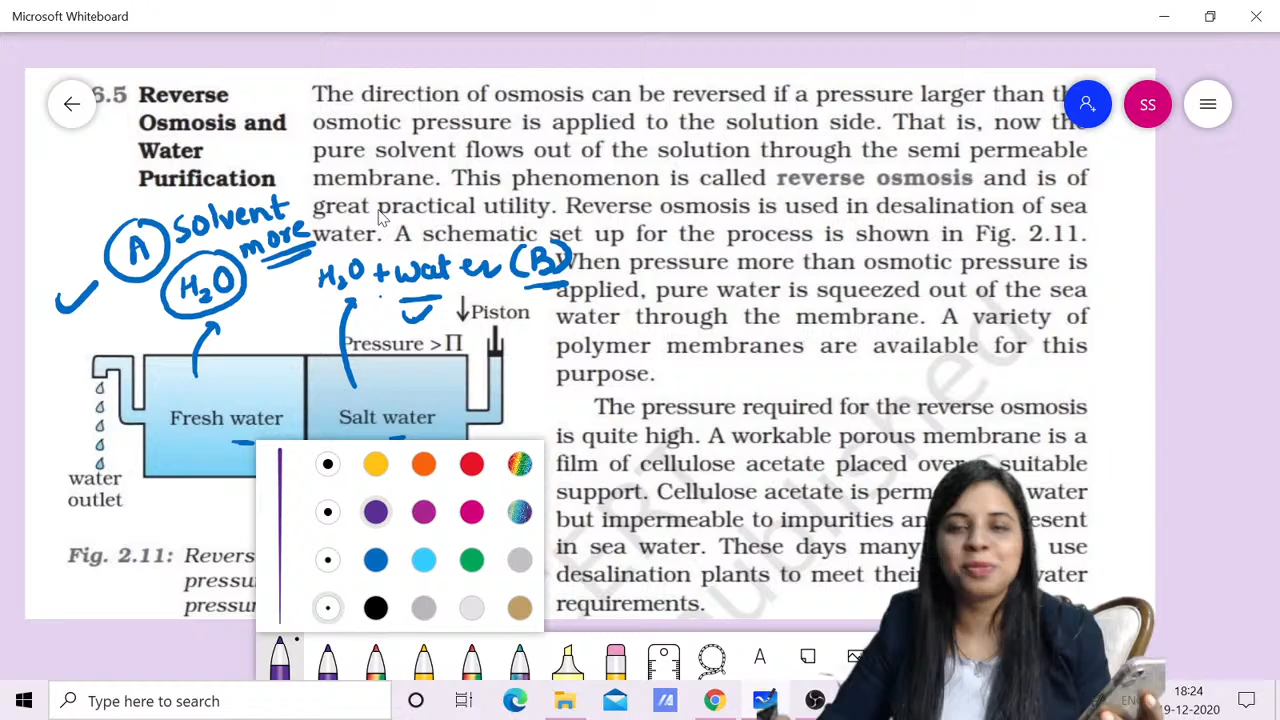 Microsoft Whiteboard
6.5 Reverse
Osmosis and
Water
Purification
The direction of osmosis can be reversed if a pressure larger than
osmotic pressure is applied to the solution side. That is, now the
pure solvent flows out of the solution through the semi permeable
membrane. This phenomenon is called reverse osmosis and is of
great practical utility. Reverse osmosis is used in desalination of sea
water. A schematic set up for the process is shown in Fig. 2.11.
When pressure more than osmotic pressure is
applied, pure water is squeezed out of the sea
water through the membrane. A variety of
polymer membranes are available for this
purpose.
The pressure required for the reverse osmosis
is quite high. A workable porous membrane is a
film of cellulose acetate placed over a suitable
support. Cellulose acetate is perm water
but impermeable to impurities an esent
in sea water. These days many use
desalination plants to meet their water
requirements.
SS
A solvent
more
H2O
H2O + water (B)
↓Piston
Pressure > Π
Fresh water
Salt water
water
outlet
Fig. 2.11: Revers
pressu
pressu
published
A
Type here to search
ENG
18:24
19-12-2020